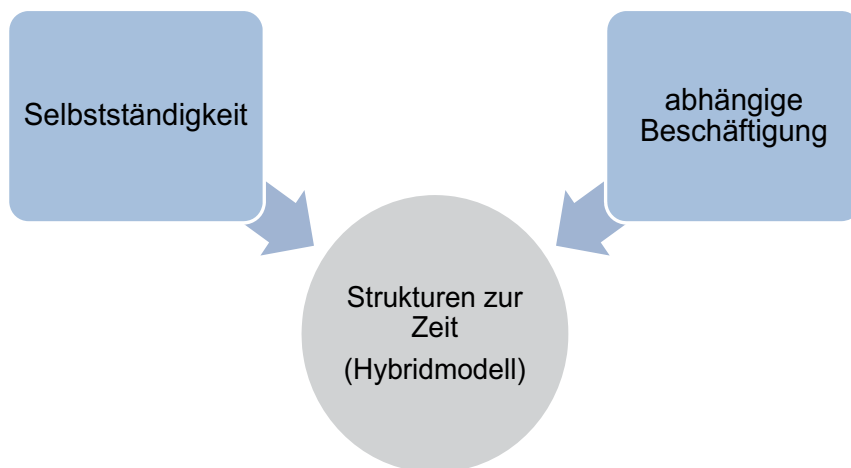 Selbstständigkeit
abhängige
Beschäftigung
Strukturen zur
Zeit
(Hybridmodell)